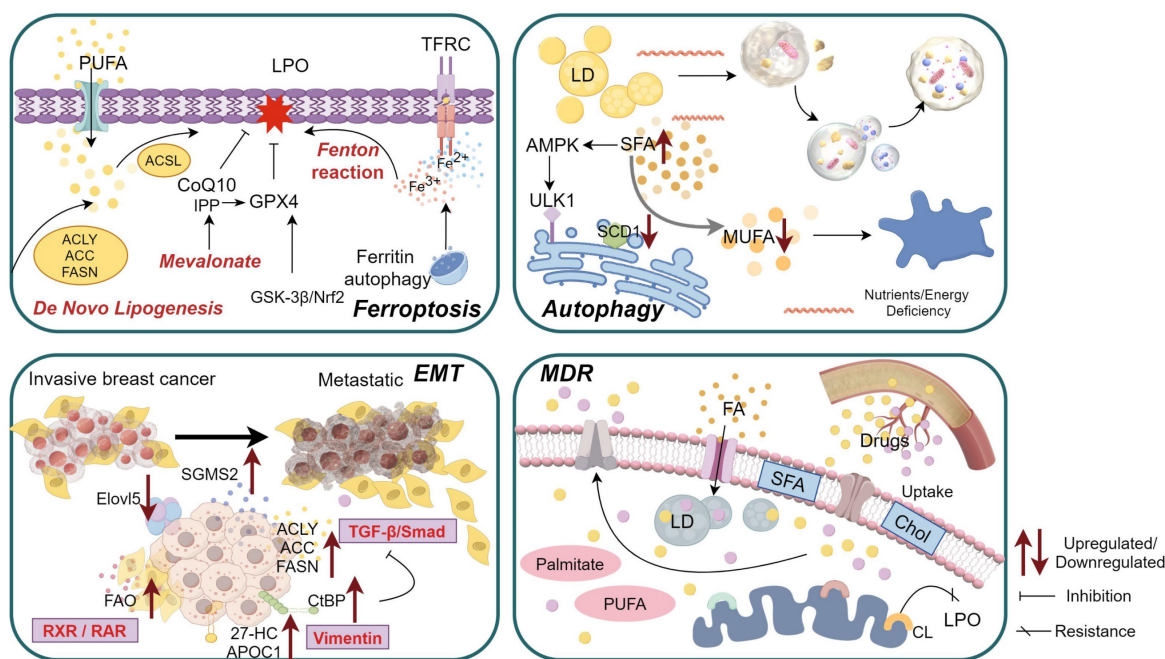 PUFA
LPO
TFRC
ACSL
Fenton
reaction
Fe2+
Fe3+
CoQ10
IPP
GPX4
ACLY
ACC
FASN
Mevalonate
Ferritin
autophagy
GSK-3β/Nrf2
De Novo Lipogenesis
Ferroptosis
LD
AMPK
SFA
ULK1
SCD1
MUFA
Autophagy
Nutrients/Energy
Deficiency
Invasive breast cancer
Metastatic
EMT
SGMS2
Elovl5
ACLY
ACC
FASN
TGF-β/Smad
FAO
CtBP
RXR / RAR
27-HC
APOC1
Vimentin
MDR
FA
Drugs
SFA
Uptake
LD
Chol
Palmitate
PUFA
CL
LPO
Upregulated/
Downregulated
Inhibition
Resistance